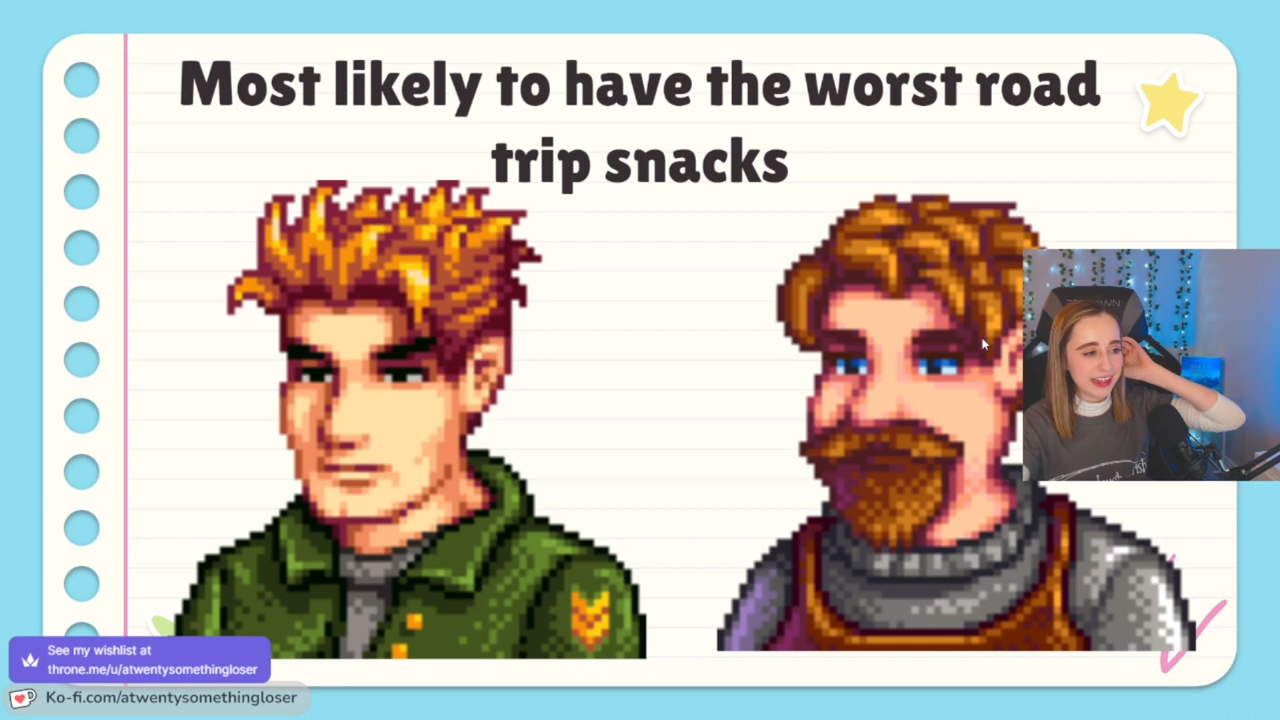 Most likely to have the worst road
trip snacks
See my wishlist at
throne.me/u/atwentysomethingloser
Ko-fi.com/atwentysomethingloser